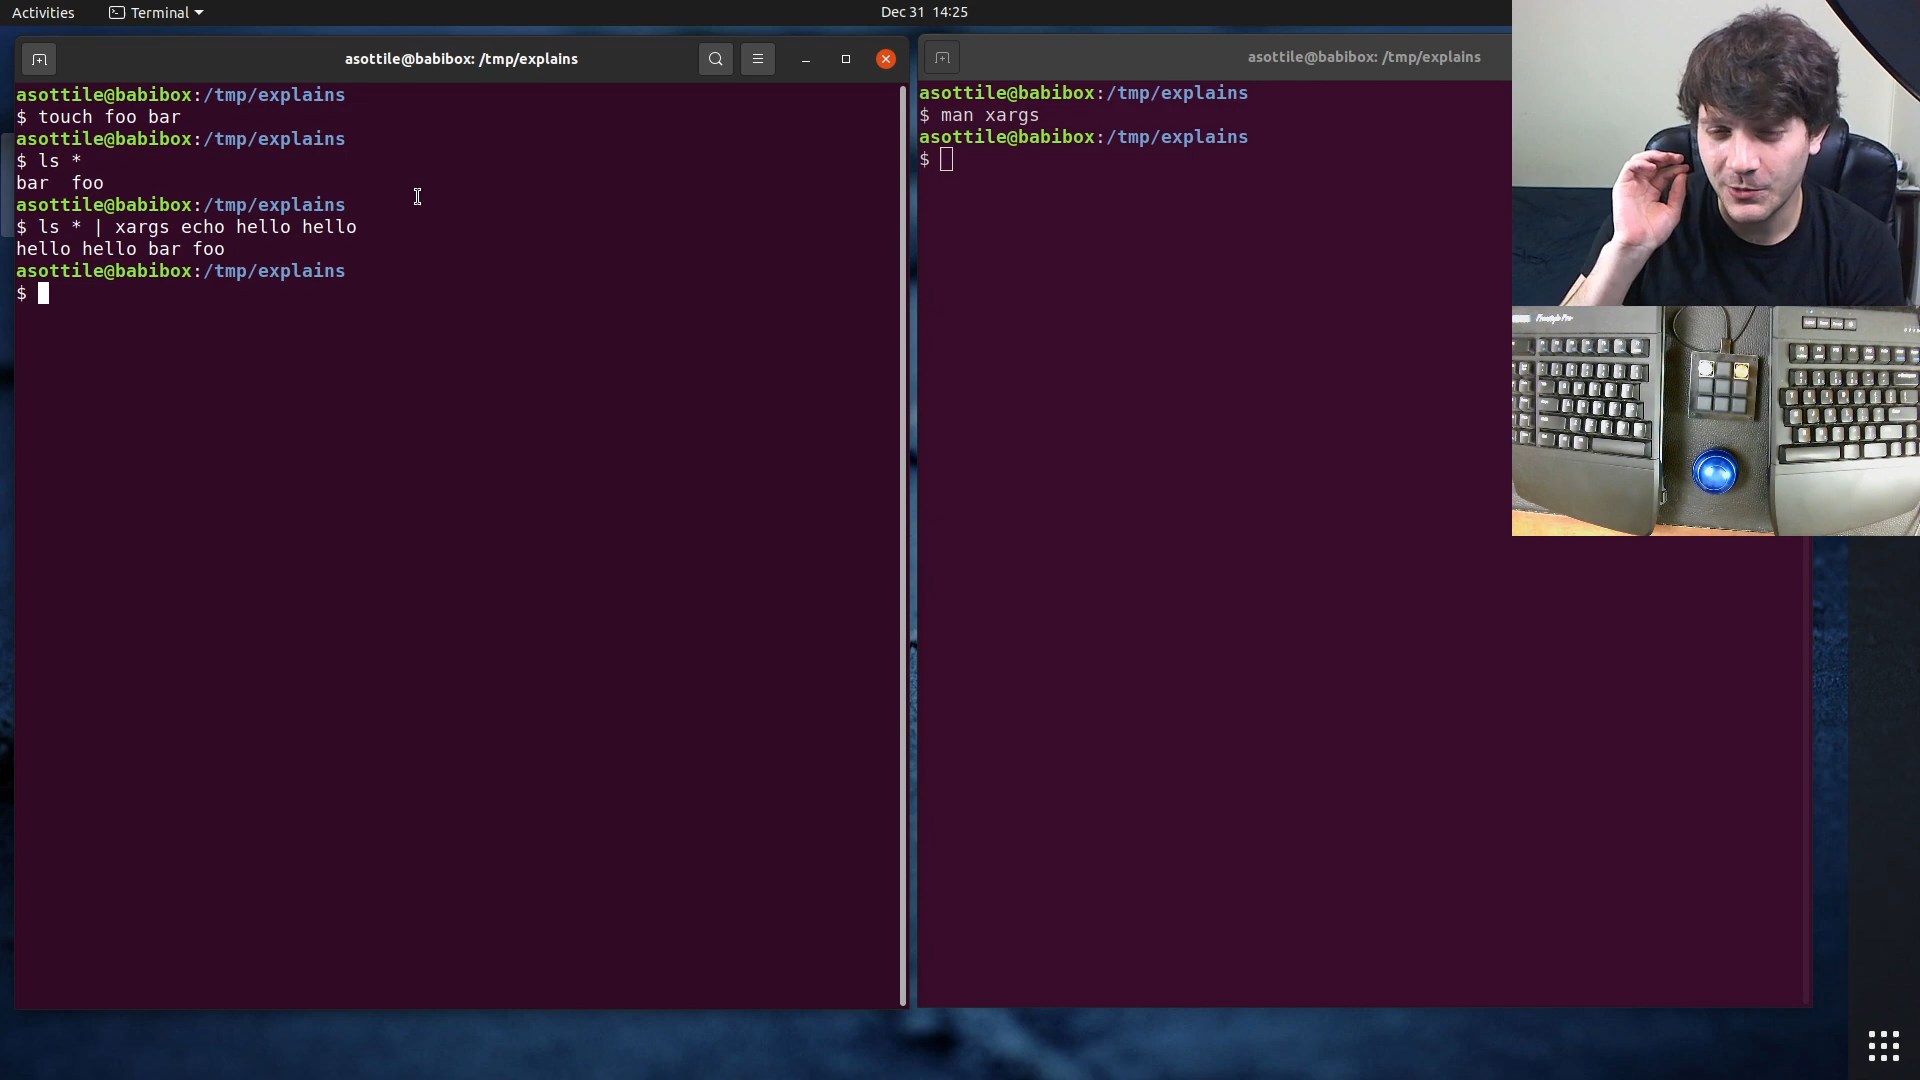 Activities
Terminal
Dec 31 14:25
asottile@babibox: /tmp/explains
asottile@babibox:/tmp/explains
$ touch foo bar
asottile@babibox:/tmp/explains
$ ls *
bar  foo
asottile@babibox:/tmp/explains
$ ls * | xargs echo hello hello
hello hello bar foo
asottile@babibox:/tmp/explains
$
asottile@babibox: /tmp/explains
asottile@babibox:/tmp/explains
$ man xargs
asottile@babibox:/tmp/explains
$
Freestyle Pro